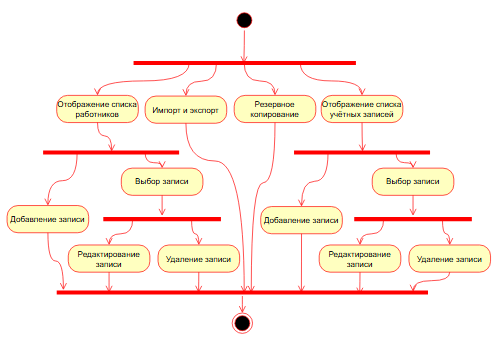 Отображение списка
работников
Импорт и экспорт
Резервное
копирование
Отображение списка
учётных записей
Выбор записи
Выбор записи
Добавление записи
Добавление записи
Редактирование
записи
Удаление записи
Редактирование
записи
Удаление записи